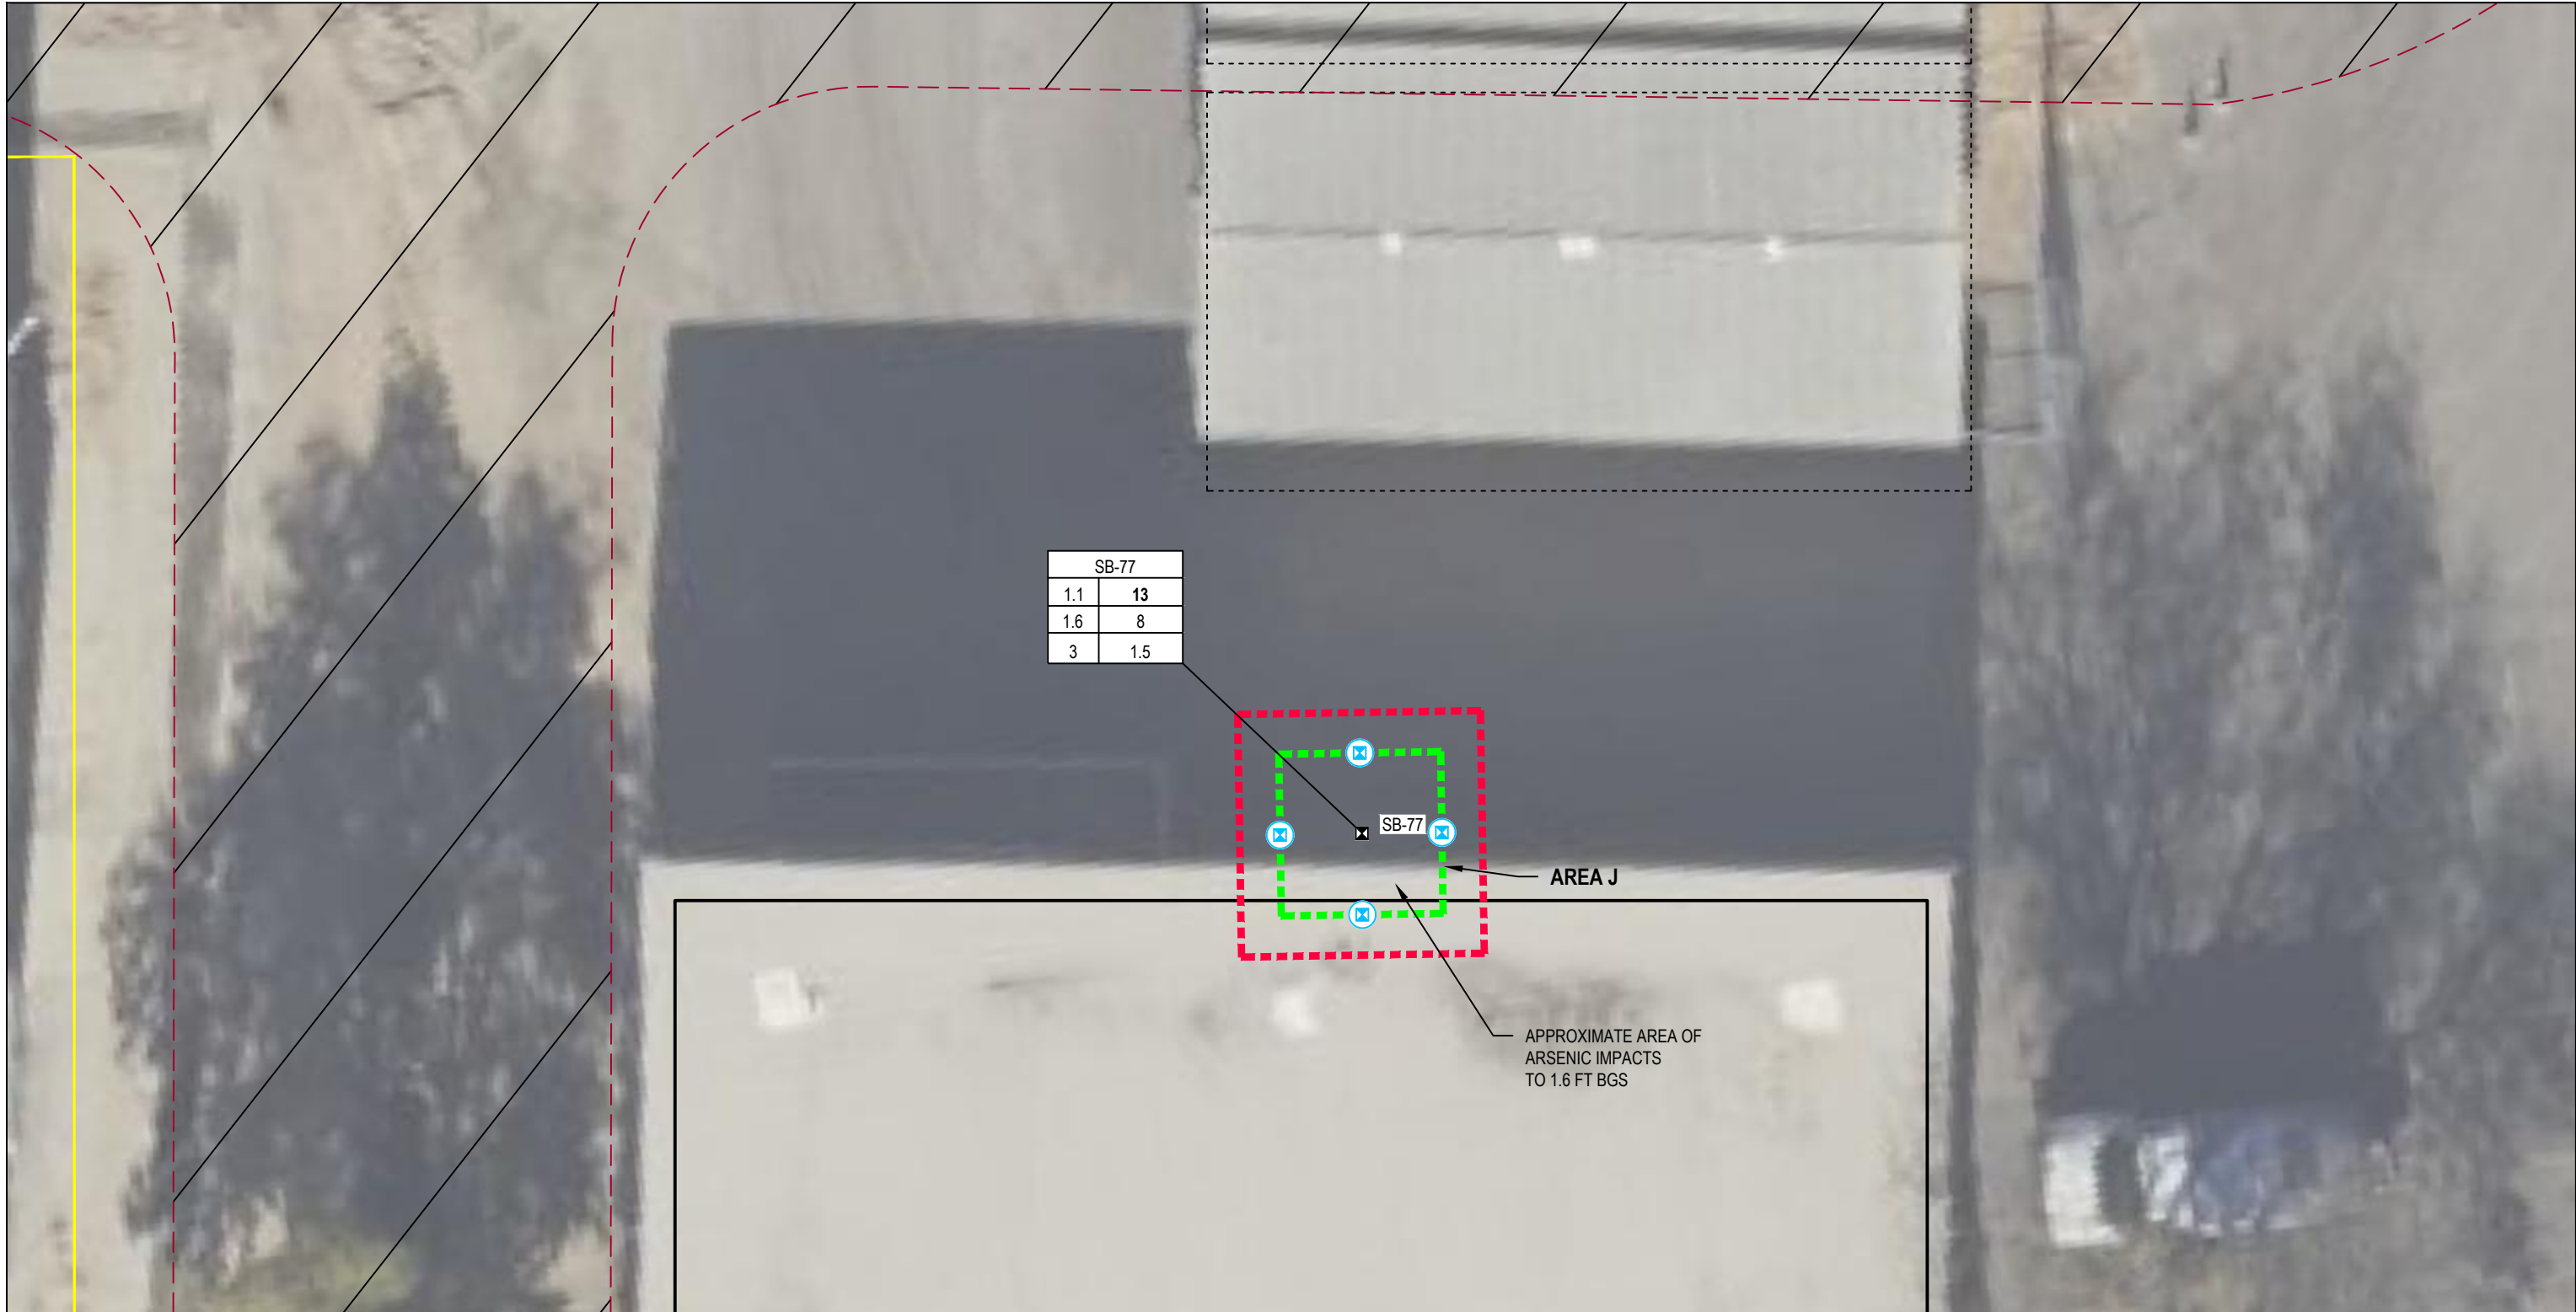 SB-77
1.1 13
1.6 8
3 1.5
SB-77
AREA J
APPROXIMATE AREA OF
ARSENIC IMPACTS
TO 1.6 FT BGS